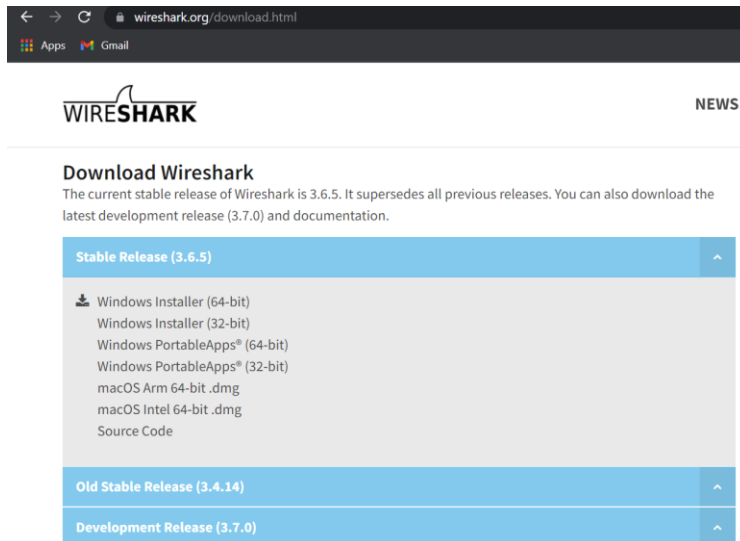 wireshark.org/download.html
Apps Gmail
WIRESHARK
NEWS
Download Wireshark
The current stable release of Wireshark is 3.6.5. It supersedes all previous releases. You can also download the
latest development release (3.7.0) and documentation.
Stable Release (3.6.5)
Windows Installer (64-bit)
Windows Installer (32-bit)
Windows PortableApps® (64-bit)
Windows PortableApps® (32-bit)
macOS Arm 64-bit .dmg
macOS Intel 64-bit .dmg
Source Code
Old Stable Release (3.4.14)
Development Release (3.7.0)